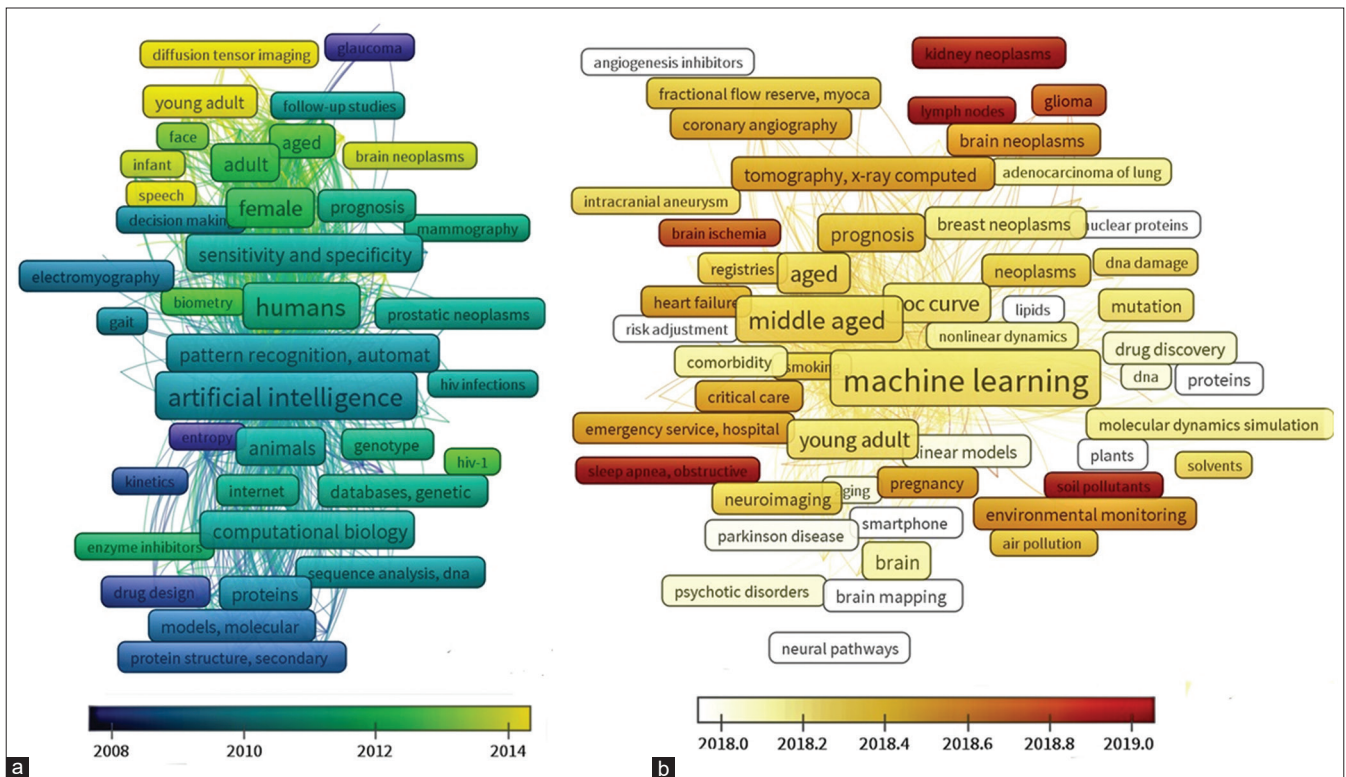 diffusion tensor imaging
glaucoma
young adult
follow-up studies
face
aged
infant
adult
brain neoplasms
speech
decision making
female
prognosis
mammography
sensitivity and specificity
electromyography
biometry
humans
prostatic neoplasms
gait
pattern recognition, automat
artificial intelligence
hiv infections
entropy
animals
genotype
hiv-1
kinetics
internet
databases, genetic
computational biology
enzyme inhibitors
sequence analysis, dna
drug design
proteins
models, molecular
protein structure, secondary
2008
2010
2012
2014
a
angiogenesis inhibitors
kidney neoplasms
fractional flow reserve, myoca
lymph nodes
glioma
coronary angiography
brain neoplasms
tomography, x-ray computed
adenocarcinoma of lung
intracranial aneurysm
brain ischemia
prognosis
breast neoplasms
nuclear proteins
registries
aged
neoplasms
dna damage
heart failure
middle aged
oc curve
lipids
mutation
risk adjustment
nonlinear dynamics
comorbidity
smoking
machine learning
drug discovery
dna
proteins
critical care
emergency service, hospital
young adult
linear models
molecular dynamics simulation
plants
solvents
sleep apnea, obstructive
neuroimaging
ging
pregnancy
soil pollutants
parkinson disease
smartphone
environmental monitoring
air pollution
brain
psychotic disorders
brain mapping
neural pathways
2018.0
2018.2
2018.4
2018.6
2018.8
2019.0
b